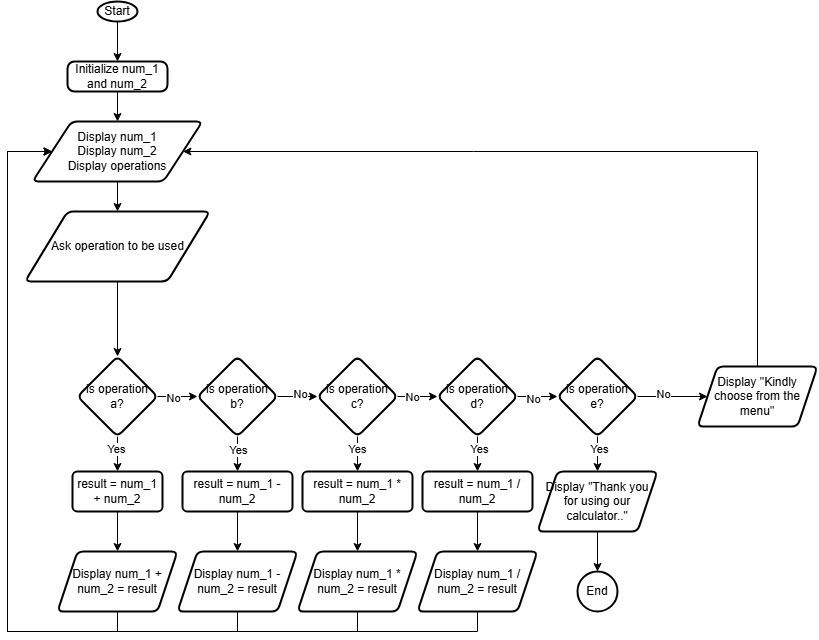 Start
Initialize num_1
and num_2
Display num_1
Display num_2
Display operations
Ask operation to be used
is operation
a?
No
is operation
b?
No
is operation
c?
No
is operation
d?
No
is operation
e?
No
Display "Kindly
choose from the
menu"
Yes
Yes
Yes
Yes
Yes
result = num_1
+ num_2
result = num_1 -
num_2
result = num_1 *
num_2
result = num_1 /
num_2
Display "Thank you
for using our
calculator.."
Display num_1 +
num_2 = result
Display num_1 -
num_2 = result
Display num_1 *
num_2 = result
Display num_1 /
num_2 = result
End